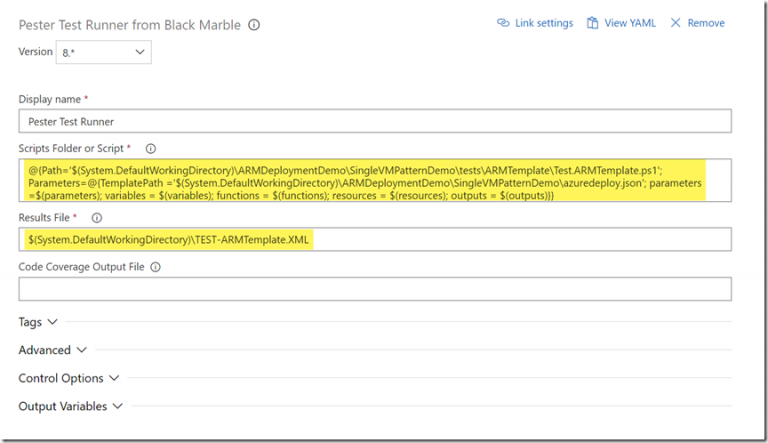 Pester Test Runner from Black Marble
Link settings View YAML Remove
Version 8.*
Display name *
Pester Test Runner
Scripts Folder or Script *
@{Path='$(System.DefaultWorkingDirectory)\ARMDeploymentDemo\SingleVMPatternDemo\tests\ARMTemplate\Test.ARMTemplate.ps1';
Parameters=@{TemplatePath ='$(System.DefaultWorkingDirectory)\ARMDeploymentDemo\SingleVMPatternDemo\azuredeploy.json'; parameters
=$(parameters); variables = $(variables); functions = $(functions); resources = $(resources); outputs = $(outputs)}}
Results File *
$(System.DefaultWorkingDirectory)\TEST-ARMTemplate.XML
Code Coverage Output File
Tags
Advanced
Control Options
Output Variables